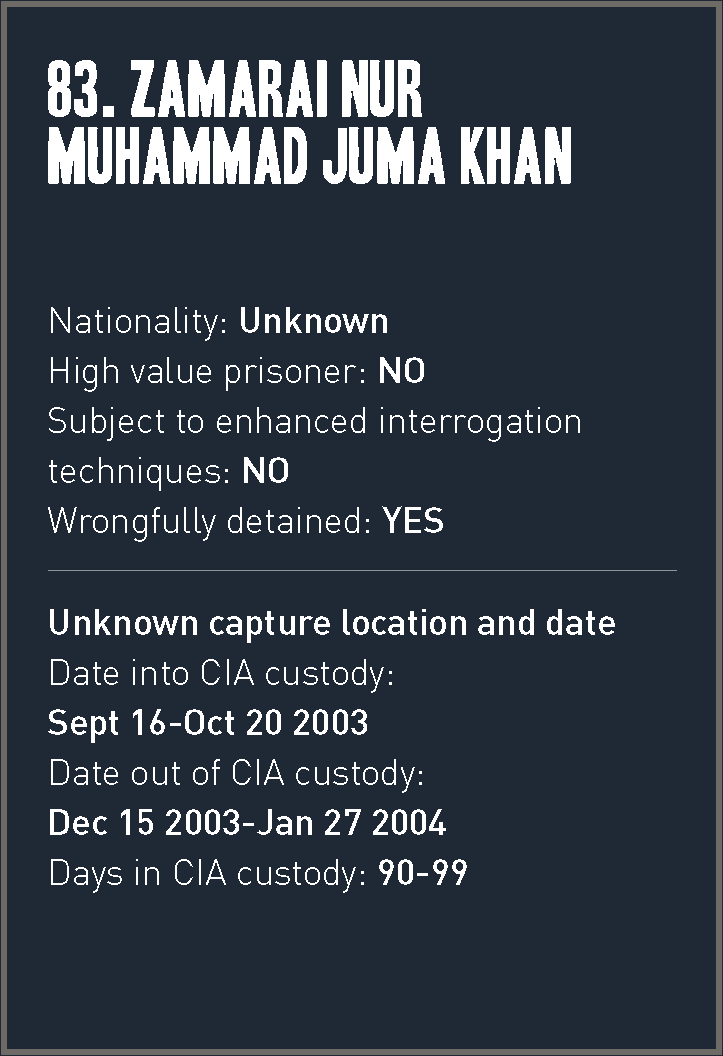 83. ZAMARAI NUR
MUHAMMAD JUMA KHAN
Nationality: Unknown
High value prisoner: NO
Subject to enhanced interrogation
techniques: NO
Wrongfully detained: YES
Unknown capture location and date
Date into CIA custody:
Sept 16-Oct 20 2003
Date out of CIA custody:
Dec 15 2003-Jan 27 2004
Days in CIA custody: 90-99